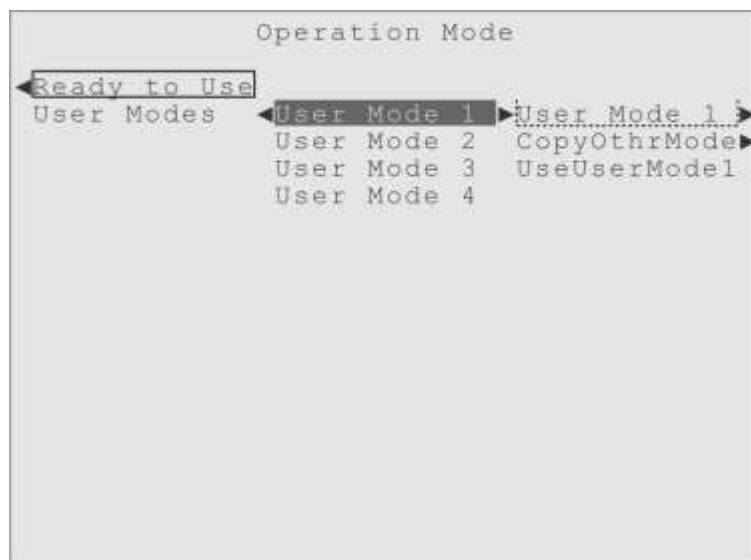 Operation Mode
Ready to Use
User Modes User Mode 1 User Mode 1
User Mode 2 CopyOthrMode
User Mode 3 UseUserMode1
User Mode 4